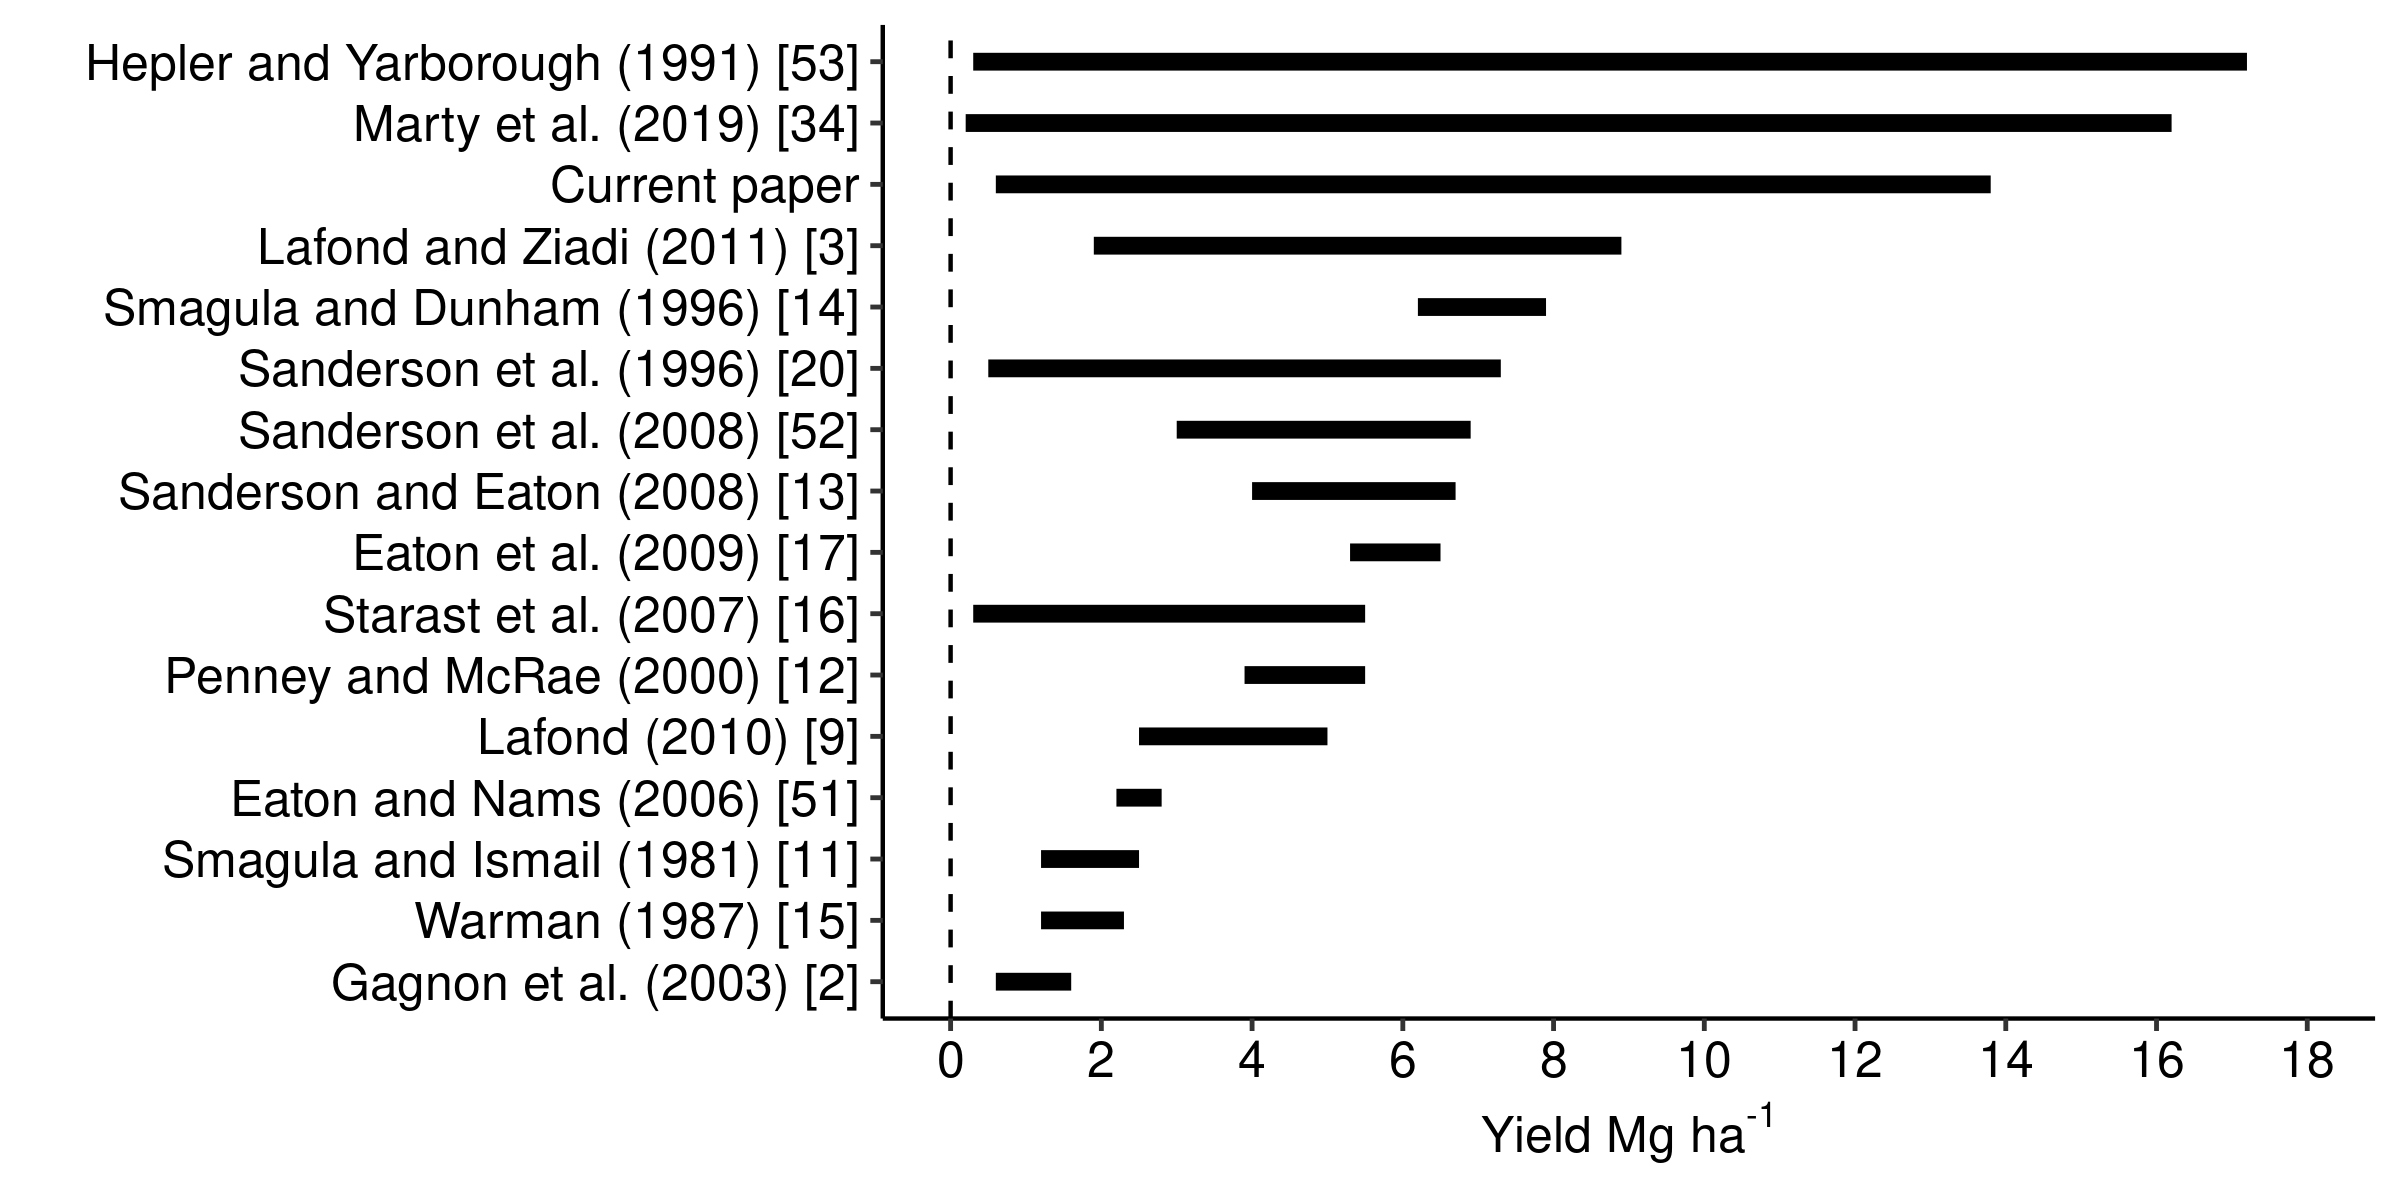 Hepler and Yarborough (1991) [53]
Marty et al. (2019) [34]
Current paper
Lafond and Ziadi (2011) [3]
Smagula and Dunham (1996) [14]
Sanderson et al. (1996) [20]
Sanderson et al. (2008) [52]
Sanderson and Eaton (2008) [13]
Eaton et al. (2009) [17]
Starast et al. (2007) [16]
Penney and McRae (2000) [12]
Lafond (2010) [9]
Eaton and Nams (2006) [51]
Smagula and Ismail (1981) [11]
Warman (1987) [15]
Gagnon et al. (2003) [2]
0 2 4 6 8 10 12 14 16 18
Yield Mg ha⁻¹